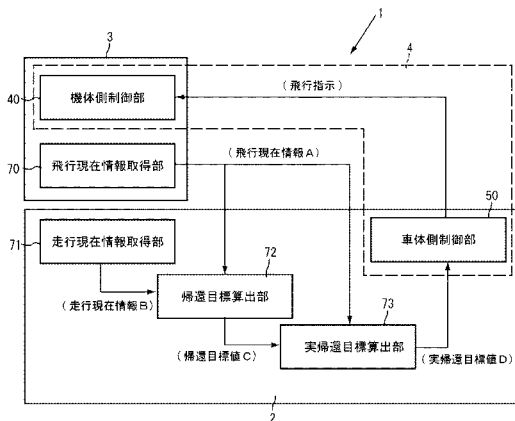 1
3
4
40
機体側制御部
(飛行指示)
70
飛行現在情報取得部
(飛行現在情報A)
50
車体側制御部
71
走行現在情報取得部
72
帰還目標算出部
(走行現在情報B)
73
実帰還目標算出部
(帰還目標値C)
(実帰還目標値D)
2